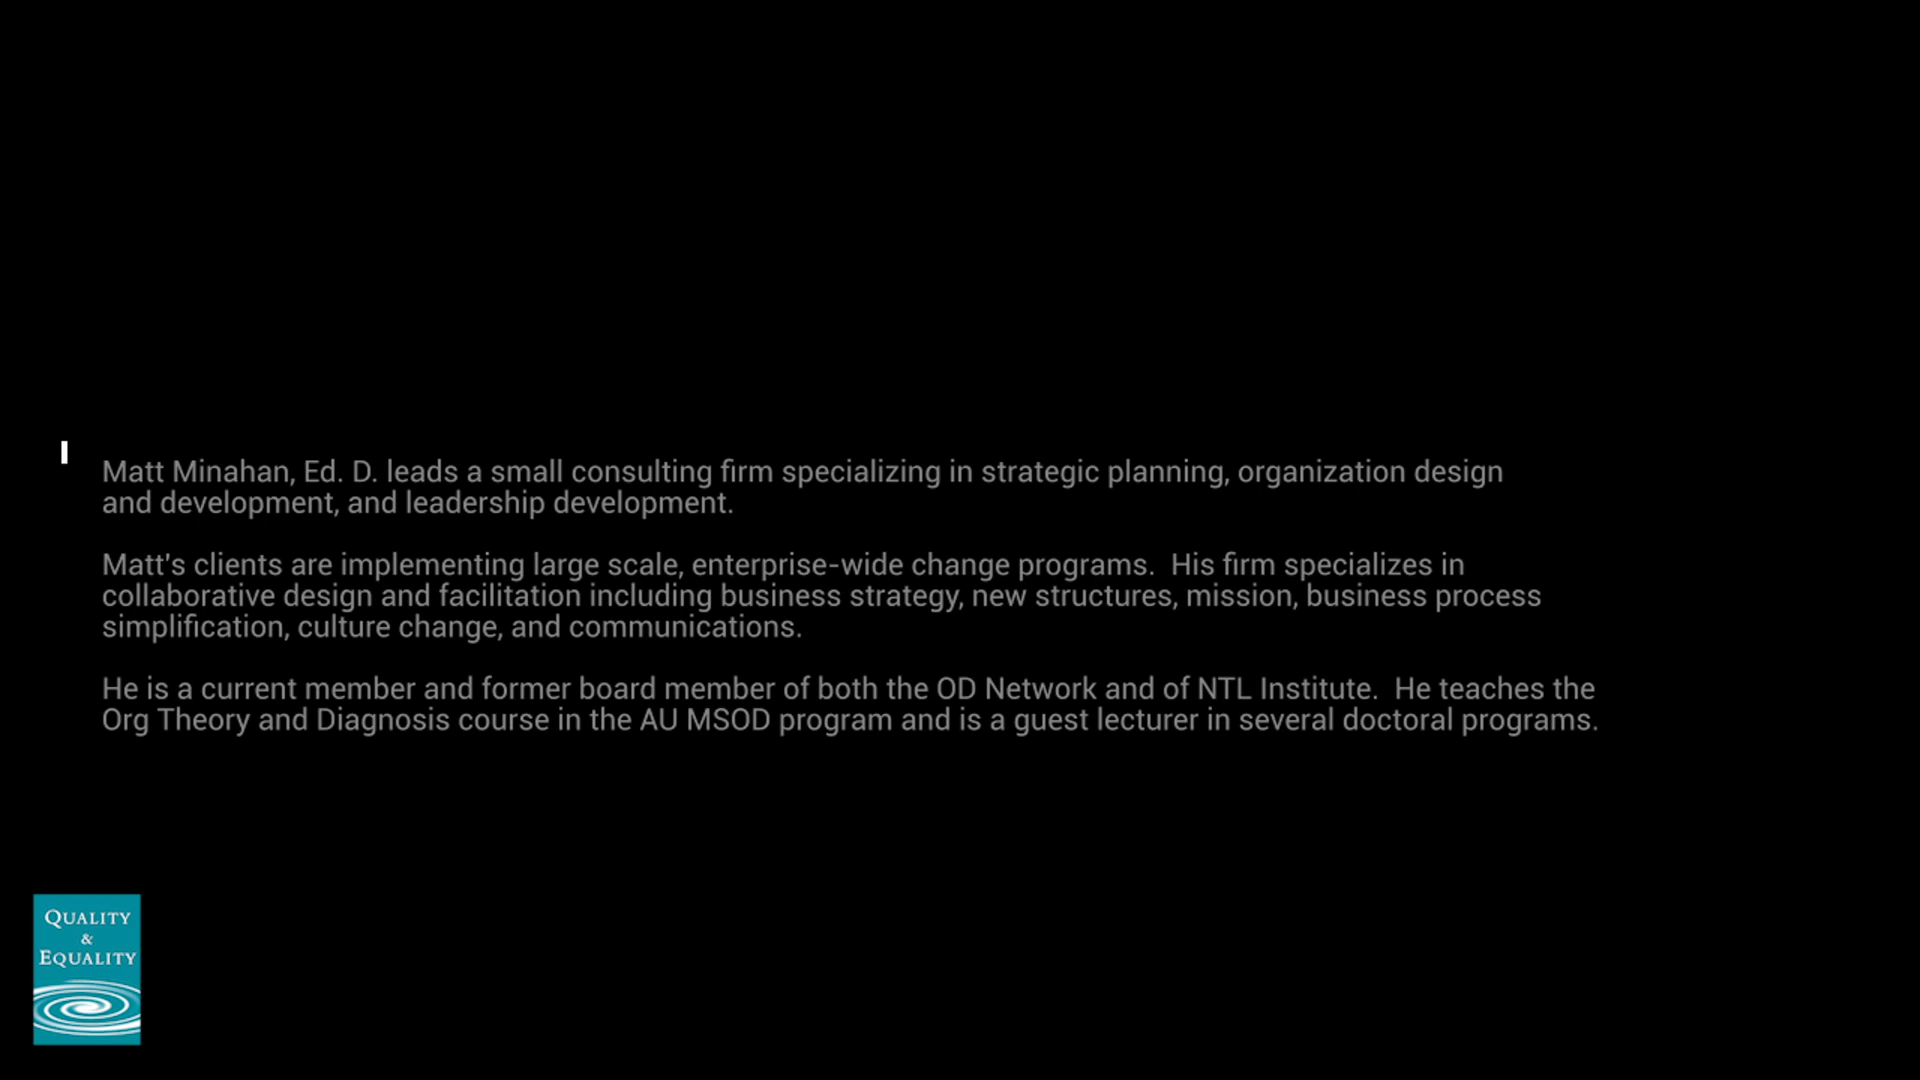 Matt Minahan, Ed. D. leads a small consulting firm specializing in strategic planning, organization design
and development, and leadership development.
Matt's clients are implementing large scale, enterprise-wide change programs.  His firm specializes in
collaborative design and facilitation including business strategy, new structures, mission, business process
simplification, culture change, and communications.
He is a current member and former board member of both the OD Network and of NTL Institute.  He teaches the
Org Theory and Diagnosis course in the AU MSOD program and is a guest lecturer in several doctoral programs.
QUALITY
&
EQUALITY